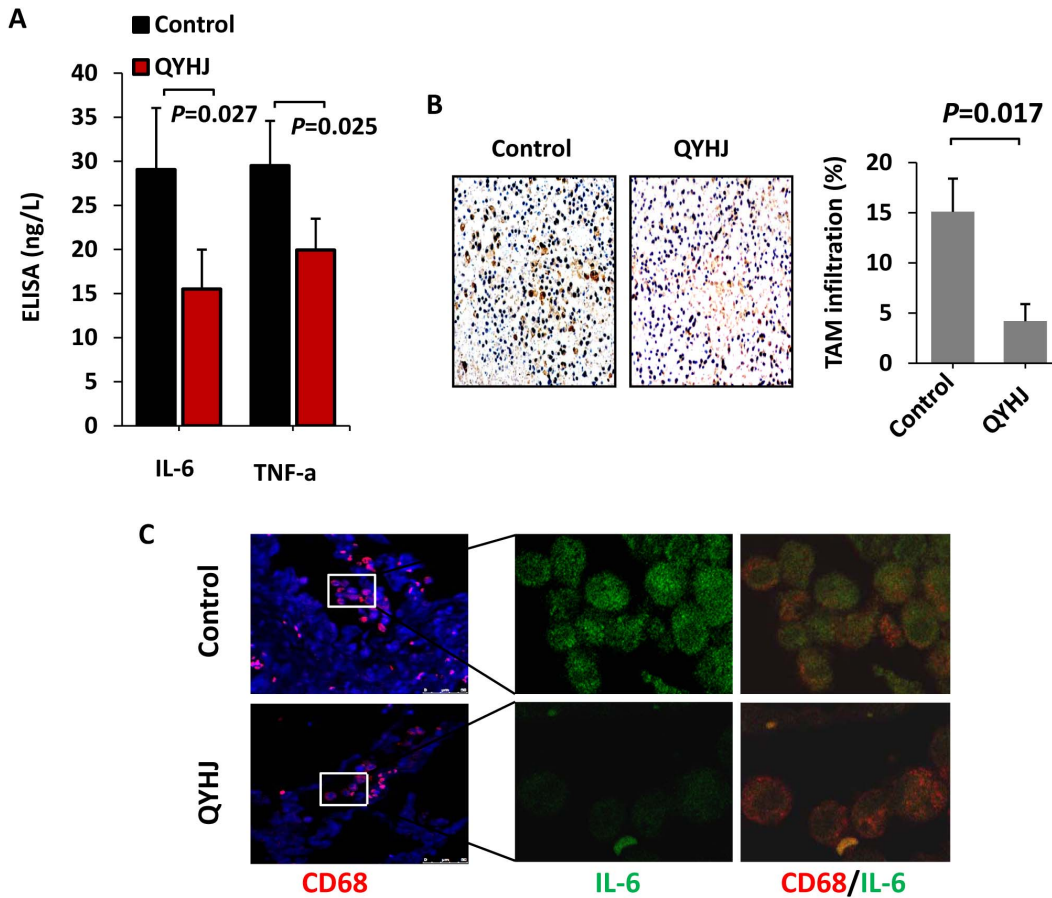 A
Control
QYHJ
40
35
30
25
20
15
10
5
0
ELISA (ng/L)
P=0.027
P=0.025
IL-6
TNF-a
B
Control
QYHJ
P=0.017
20
15
10
5
0
TAM infiltration (%)
Control
QYHJ
C
Control
QYHJ
CD68
IL-6
CD68/IL-6